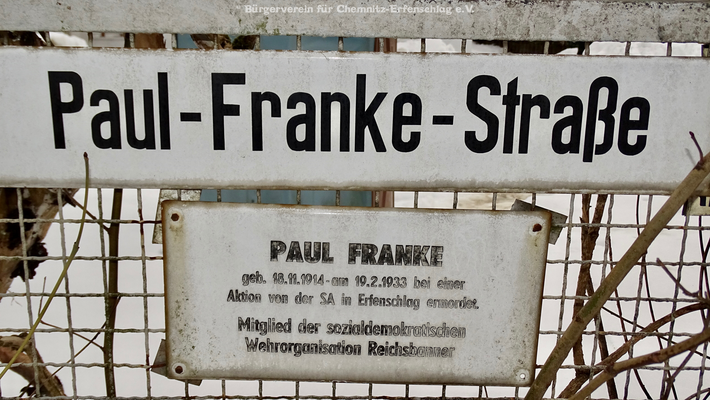 Bürgerverein für Chemnitz-Erfenschlag e.V.
Paul-Franke-Straße
PAUL FRANKE
geb. 18.11.1914-am 19.2.1933 bei einer
Aktion von der SA in Erfenschlag ermordet.
Mitglied der sozialdemokratischen
Wehrorganisation Reichsbanner